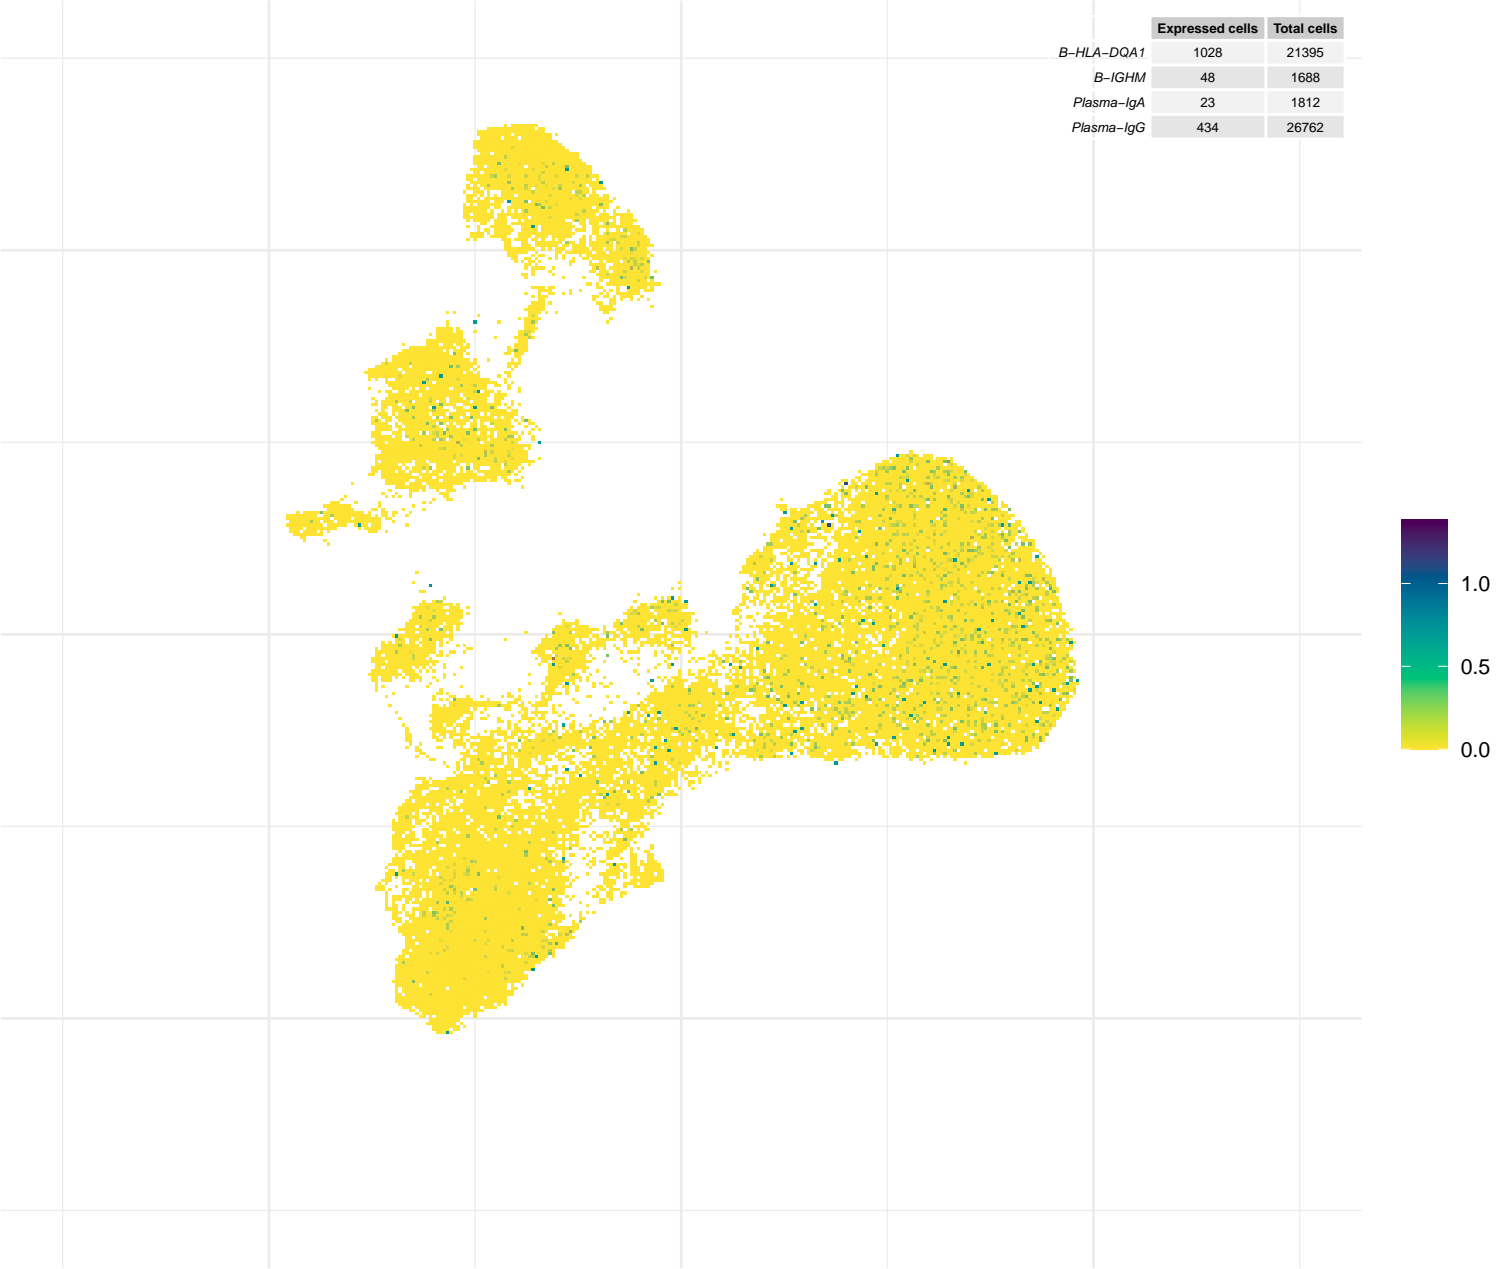 Expressed cells Total cells
B−HLA−DQA1 1028 21395
B−IGHM 48 1688
Plasma−IgA 23 1812
Plasma−IgG 434 26762
1.0
0.5
0.0